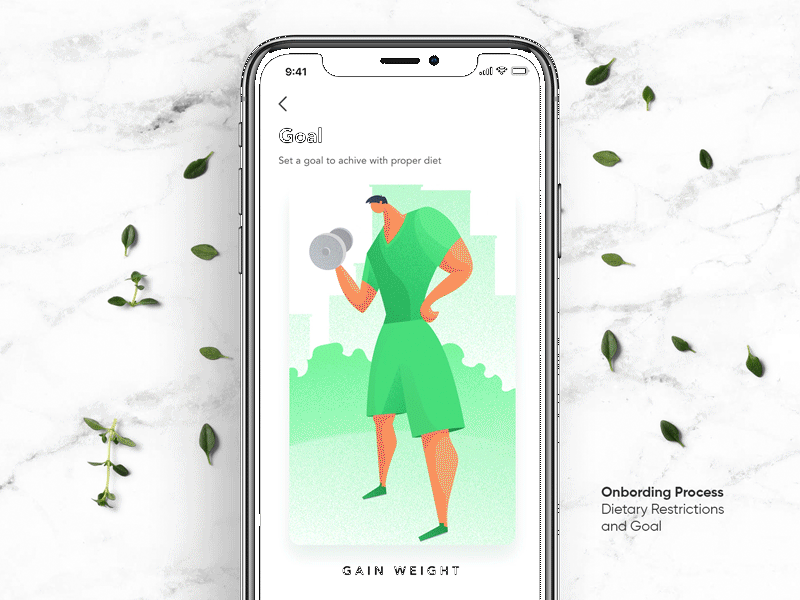 9:41
Goal
Set a goal to achive with proper diet
GAIN WEIGHT
Onbording Process
Dietary Restrictions
and Goal